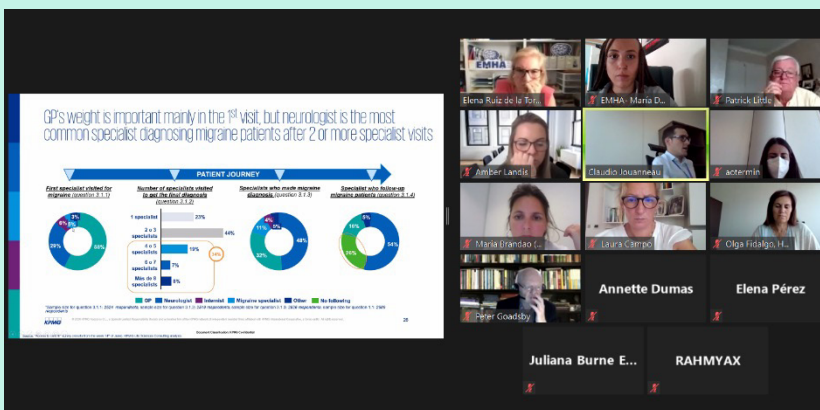 GP's weight is important mainly in the 1st visit, but neurologist is the most
common specialist diagnosing migraine patients after 2 or more specialist visits
PATIENT JOURNEY
First specialist visited for
migraine (question 3.1.1)
Number of specialists visited
to get the final diagnosis
(question 3.1.2)
Specialists who made migraine
diagnosis (question 3.1.3)
Specialist who follow-up
migraine patients (question 3.1.4)
1 specialist 23%
2 o 3
specialists 44%
4 o 5
specialists 19%
6 o 7
specialists 7%
Más de 8
specialists
3%
29%
4%
11%
48%
16%
54%
GP Neurologist Internist Migraine specialist Other No following
KPMG
26
EMHA
Elena Ruiz de la Tor...
EMHA- María D...
Patrick Little
Amber Landis
Claudio Jouanneau
aotermin
Maria Brandao (...
Laura Campo
Olga Fidalgo, H...
Peter Goadsby
Annette Dumas
Elena Pérez
Juliana Burne E...
RAHMYAX